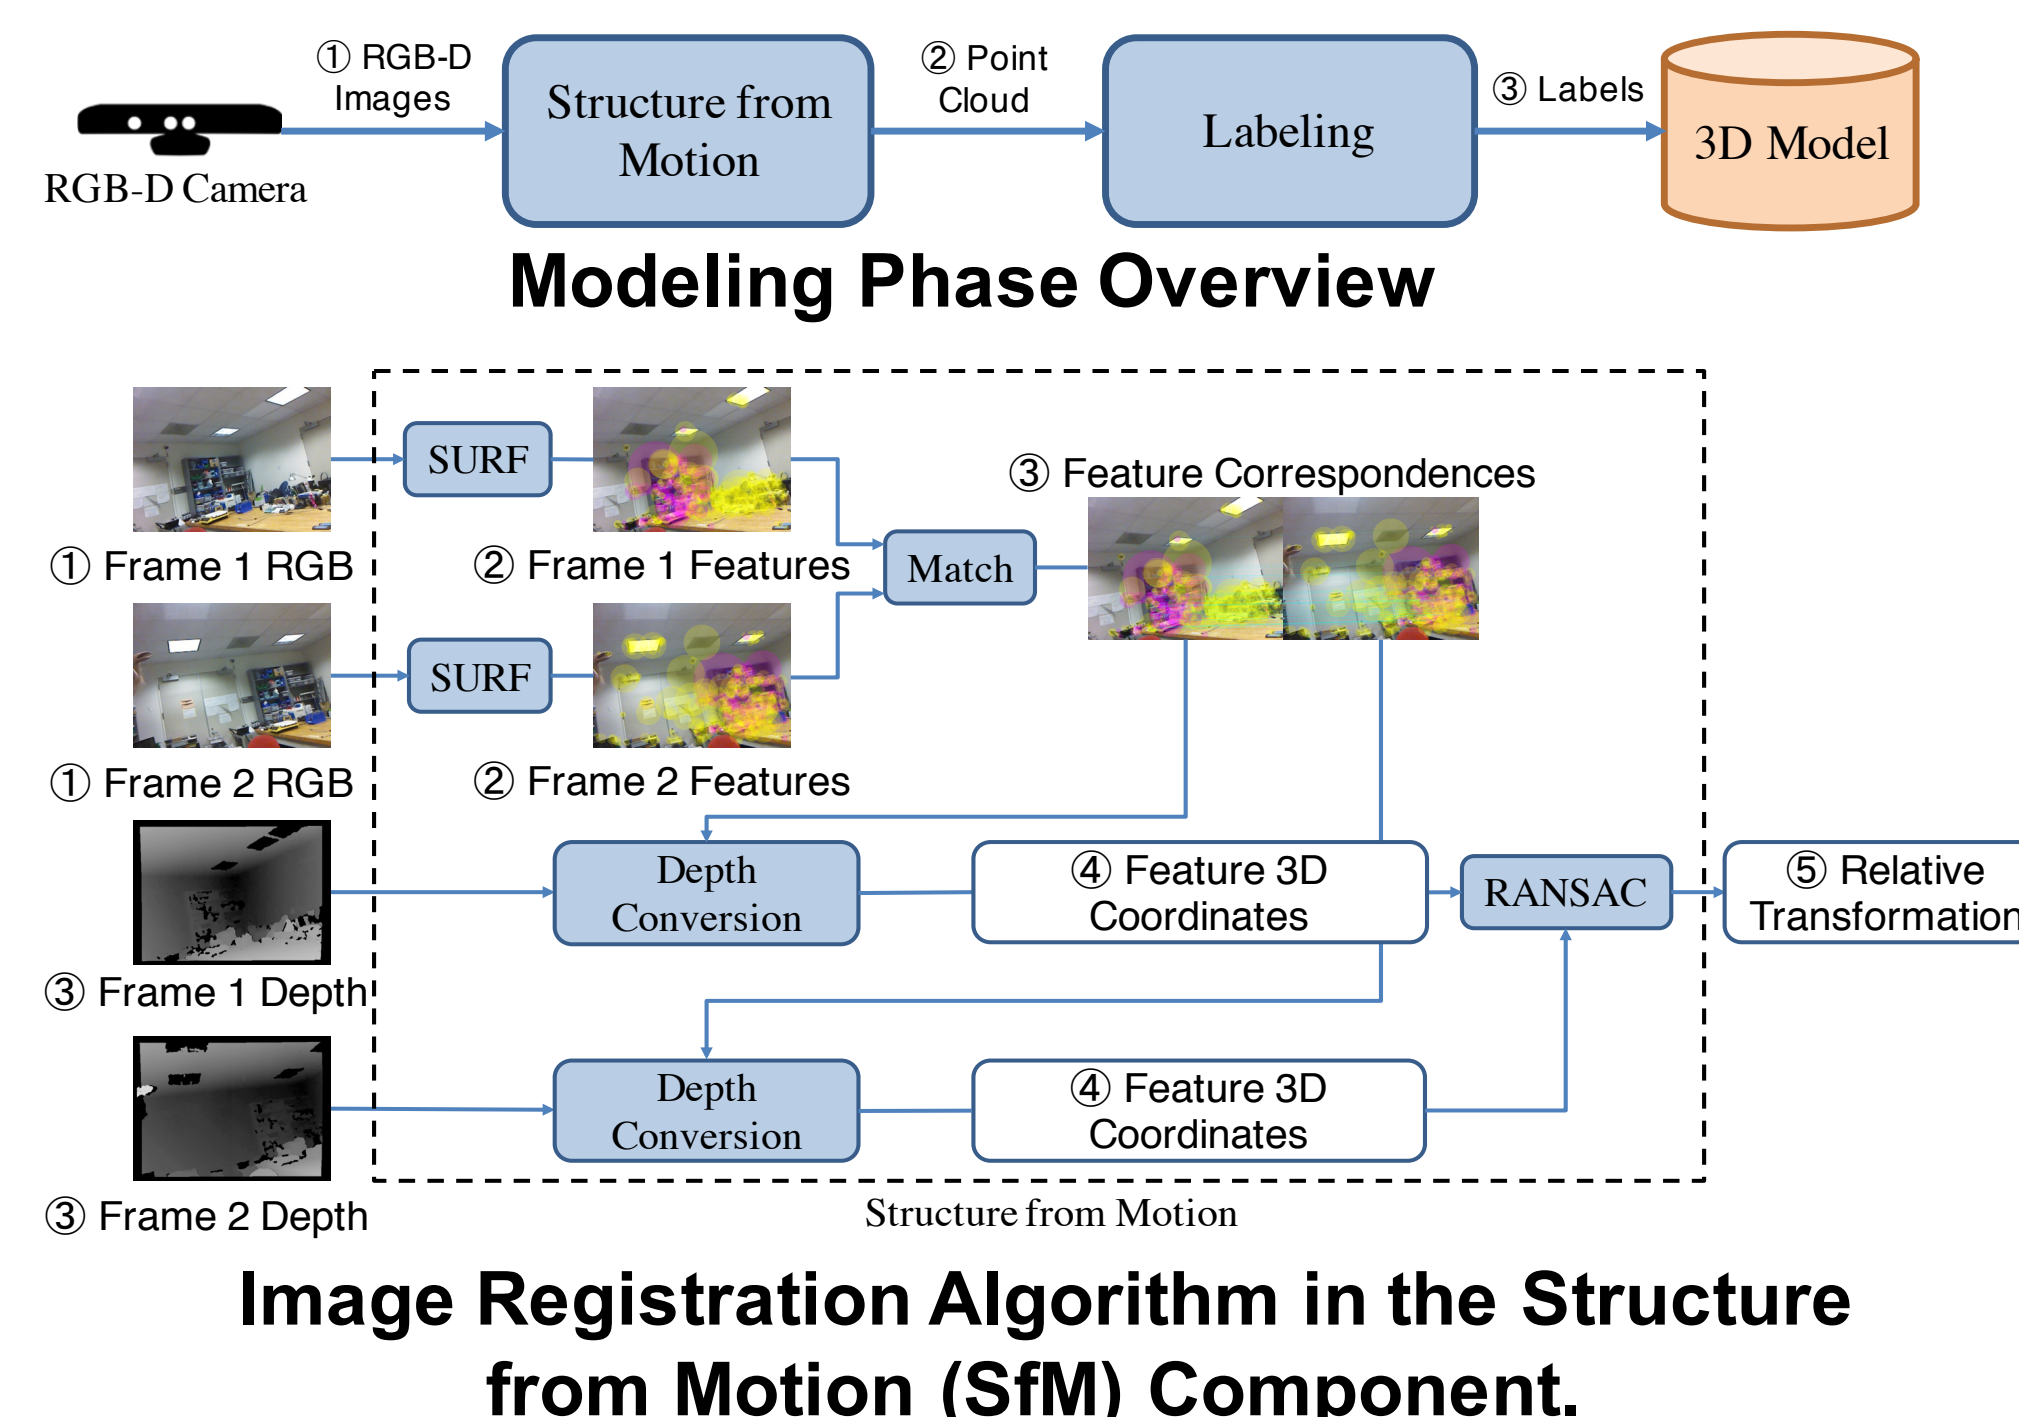 ① RGB-D
Images
② Point
Cloud
③ Labels
Structure from
Motion
Labeling
3D Model
RGB-D Camera
Modeling Phase Overview
SURF
③ Feature Correspondences
Match
① Frame 1 RGB
② Frame 1 Features
SURF
① Frame 2 RGB
② Frame 2 Features
Depth
Conversion
④ Feature 3D
Coordinates
RANSAC
⑤ Relative
Transformation
③ Frame 1 Depth
Depth
Conversion
④ Feature 3D
Coordinates
③ Frame 2 Depth
Structure from Motion
Image Registration Algorithm in the Structure
from Motion (SfM) Component.